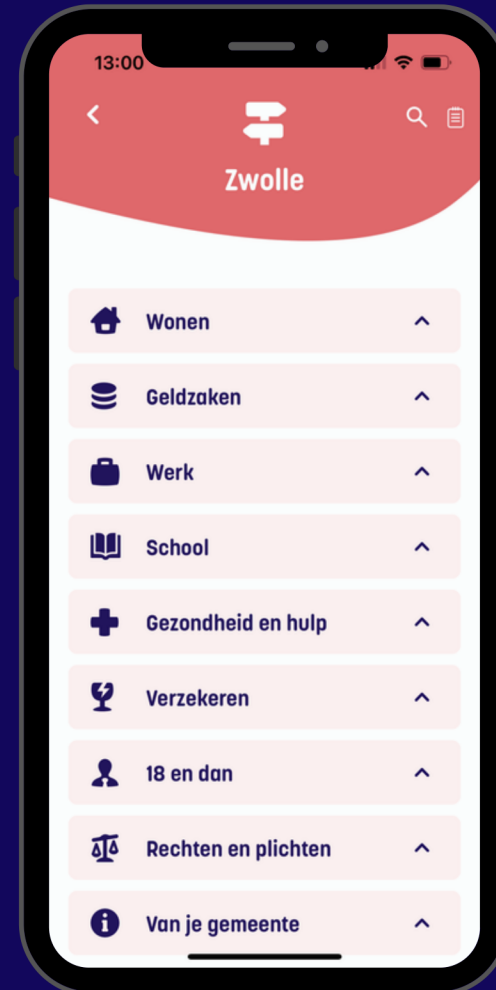 13:00
Zwolle
Wonen
Geldzaken
Werk
School
Gezondheid en hulp
Verzekeren
18 en dan
Rechten en plichten
Van je gemeente